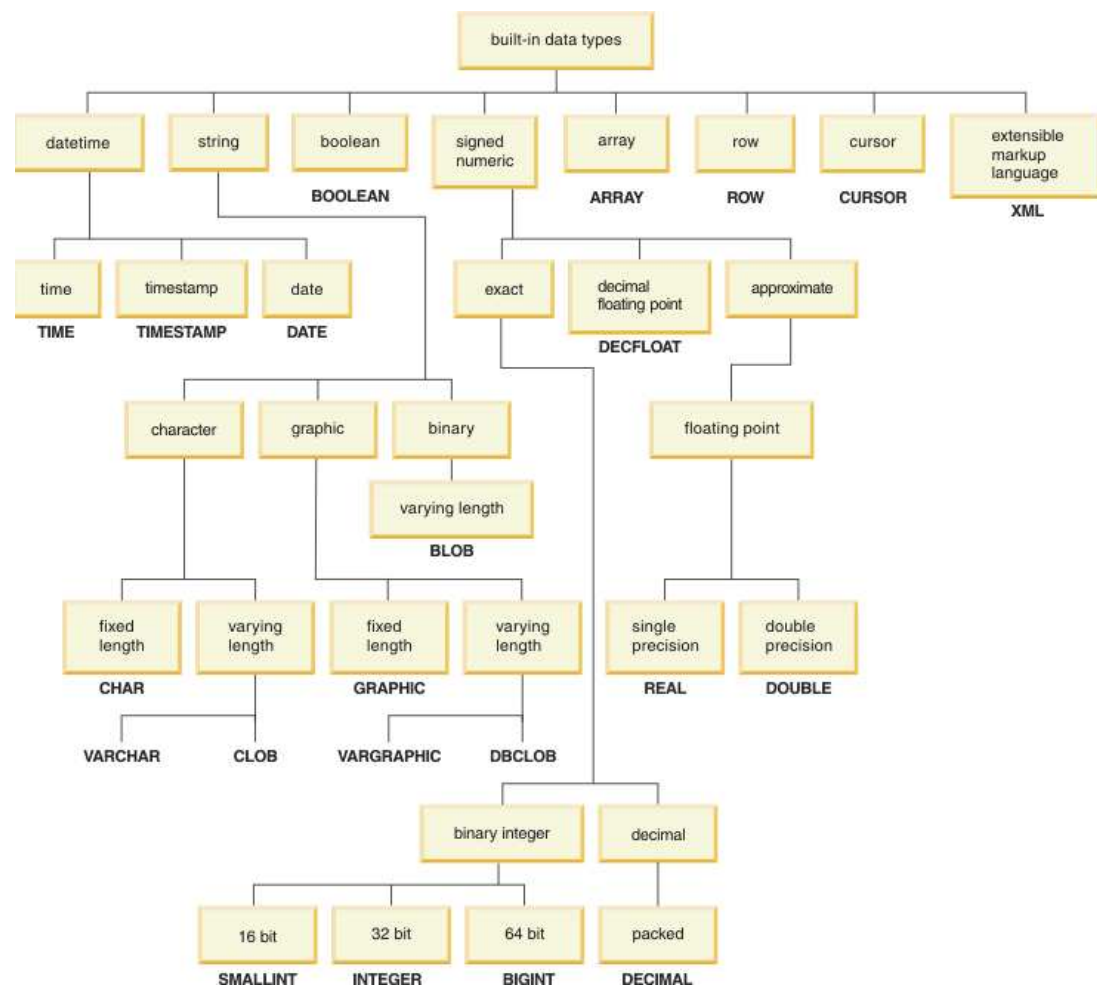 built-in data types
datetime
string
boolean
signed
numeric
array
row
cursor
extensible
markup
language
BOOLEAN
ARRAY
ROW
CURSOR
XML
time
timestamp
date
exact
decimal
floating point
approximate
TIME
TIMESTAMP
DATE
DECFLOAT
character
graphic
binary
floating point
varying length
BLOB
fixed
length
varying
length
fixed
length
varying
length
single
precision
double
precision
CHAR
GRAPHIC
REAL
DOUBLE
VARCHAR
CLOB
VARGRAPHIC
DBCLOB
binary integer
decimal
16 bit
32 bit
64 bit
packed
SMALLINT
INTEGER
BIGINT
DECIMAL